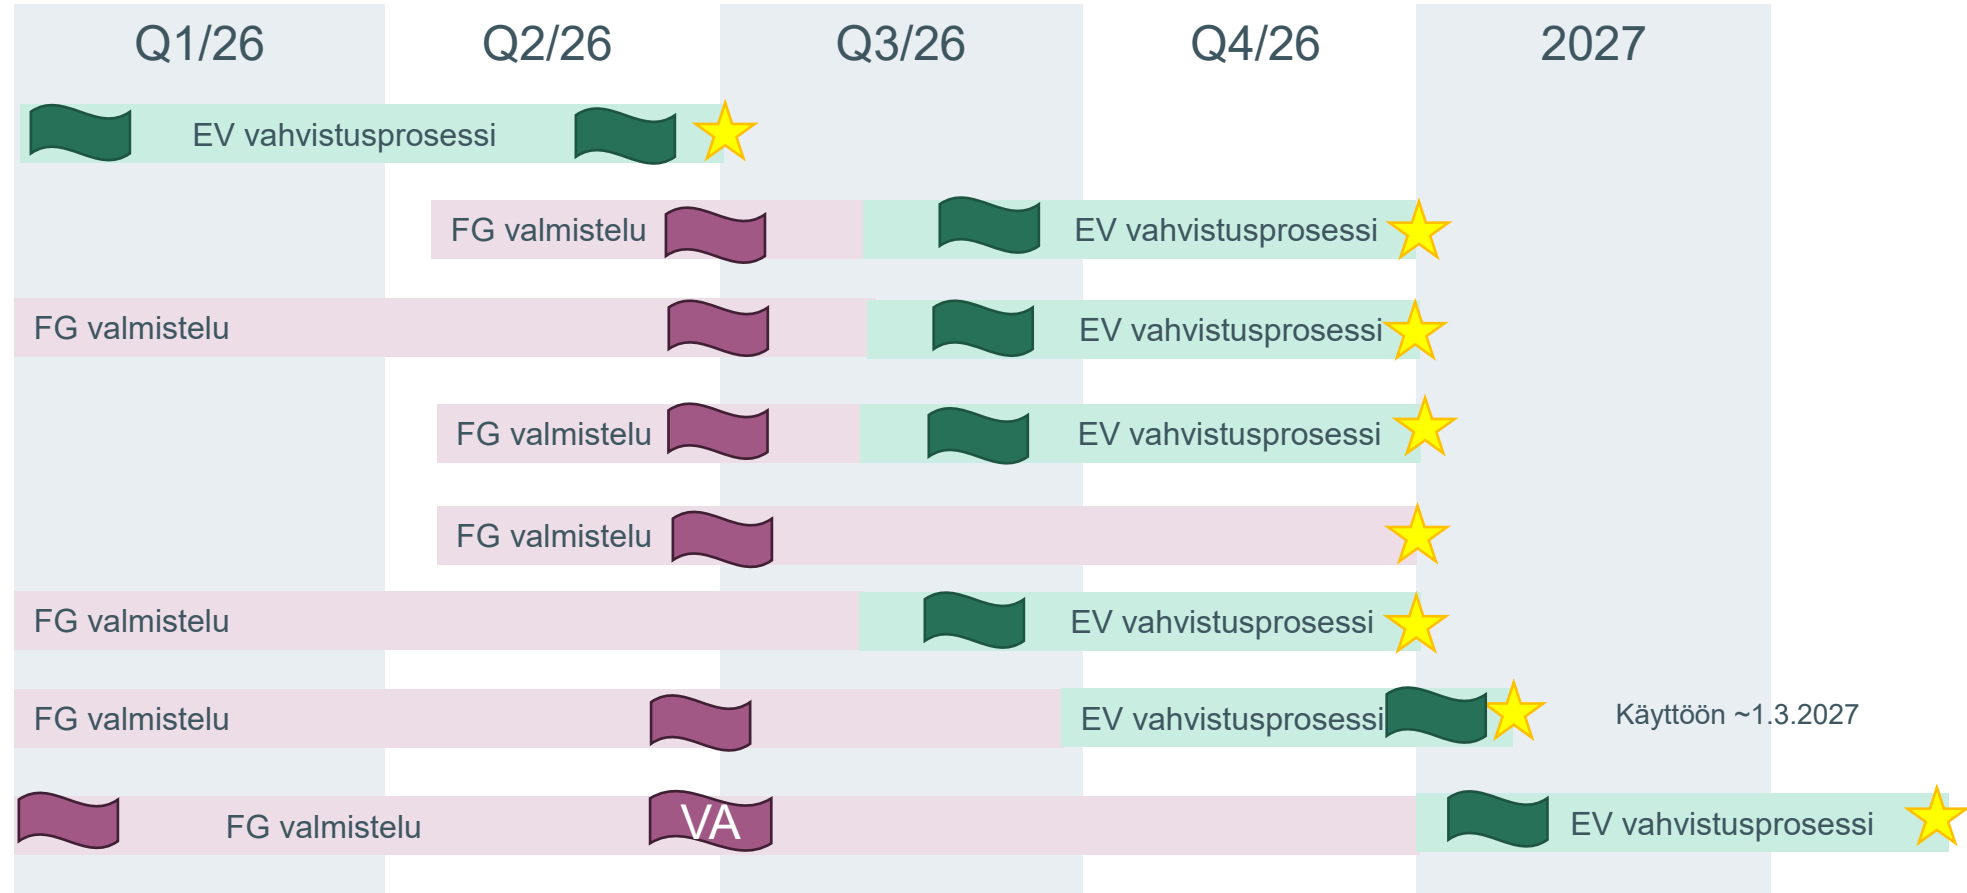 Q1/26 Q2/26 Q3/26 Q4/26 2027
EV vahvistusprosessi
FG valmistelu EV vahvistusprosessi
FG valmistelu EV vahvistusprosessi
FG valmistelu EV vahvistusprosessi
FG valmistelu
FG valmistelu EV vahvistusprosessi
FG valmistelu EV vahvistusprosessi Käyttöön ~1.3.2027
FG valmistelu VA EV vahvistusprosessi